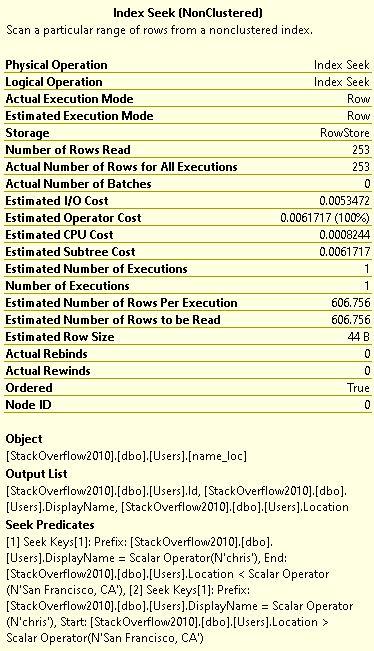 Index Seek (NonClustered)
Scan a particular range of rows from a nonclustered index.
Physical Operation Index Seek
Logical Operation Index Seek
Actual Execution Mode Row
Estimated Execution Mode Row
Storage RowStore
Number of Rows Read 253
Actual Number of Rows for All Executions 253
Actual Number of Batches 0
Estimated I/O Cost 0.0053472
Estimated Operator Cost 0.0061717 (100%)
Estimated CPU Cost 0.0008244
Estimated Subtree Cost 0.0061717
Estimated Number of Executions 1
Number of Executions 1
Estimated Number of Rows Per Execution 606.756
Estimated Number of Rows to be Read 606.756
Estimated Row Size 44 B
Actual Rebinds 0
Actual Rewinds 0
Ordered True
Node ID 0
Object
[StackOverflow2010].[dbo].[Users].[name_loc]
Output List
[StackOverflow2010].[dbo].[Users].Id, [StackOverflow2010].[dbo].
[Users].DisplayName, [StackOverflow2010].[dbo].[Users].Location
Seek Predicates
[1] Seek Keys[1]: Prefix: [StackOverflow2010].[dbo].
[Users].DisplayName = Scalar Operator(N'chris'), End:
[StackOverflow2010].[dbo].[Users].Location < Scalar Operator
(N'San Francisco, CA'), [2] Seek Keys[1]: Prefix:
[StackOverflow2010].[dbo].[Users].DisplayName = Scalar Operator
(N'chris'), Start: [StackOverflow2010].[dbo].[Users].Location >
Scalar Operator(N'San Francisco, CA')